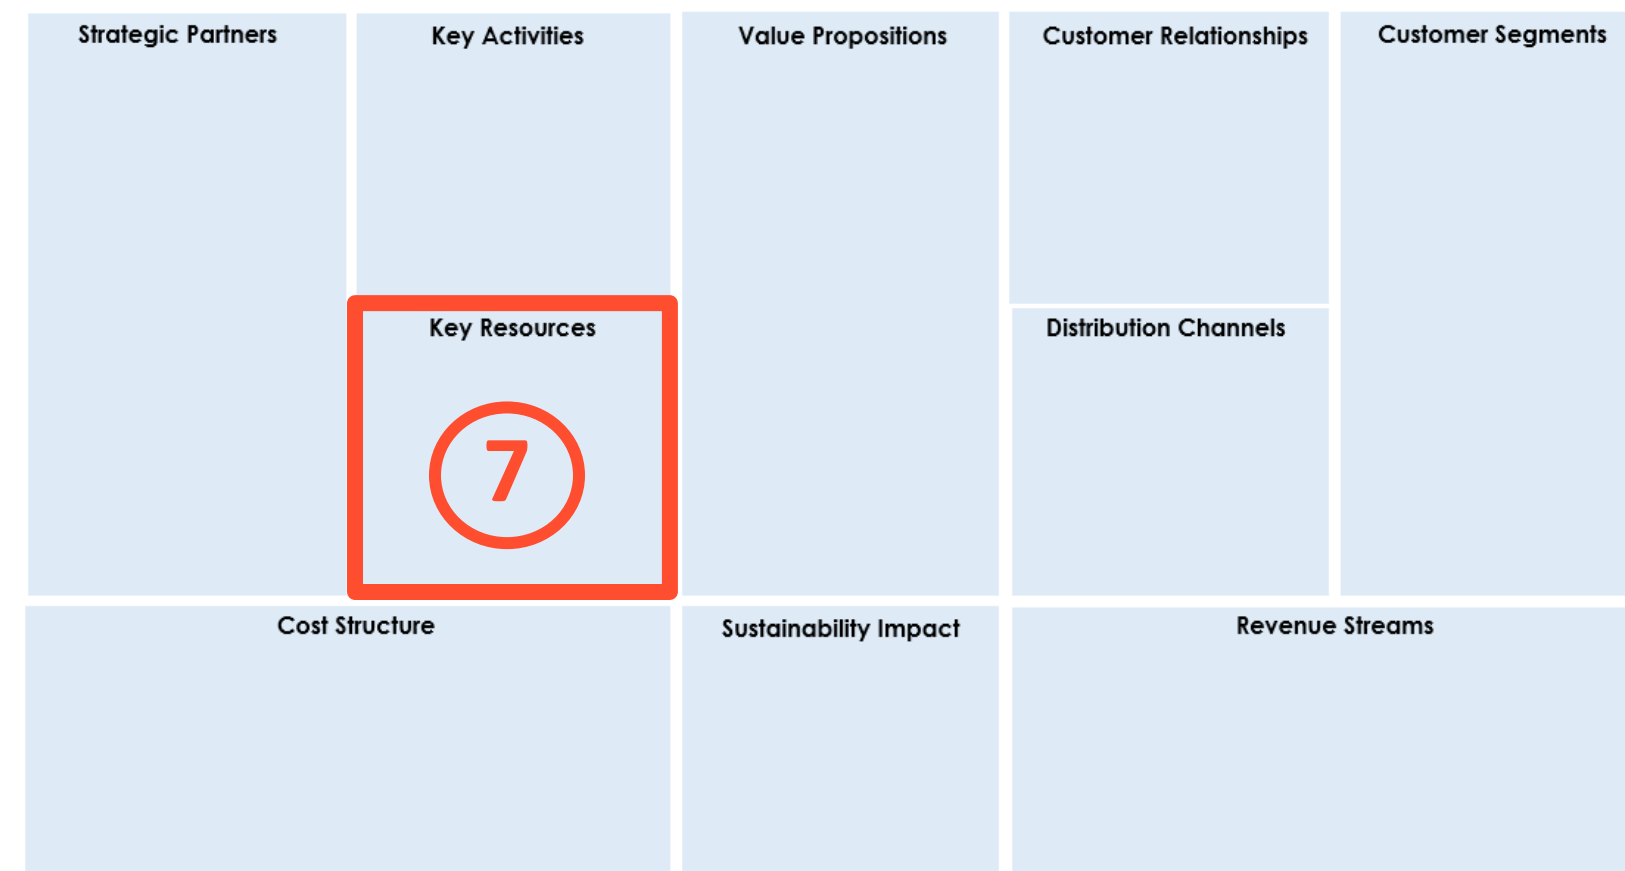 Strategic Partners
Key Activities
Value Propositions
Customer Relationships
Customer Segments
Key Resources
7
Distribution Channels
Cost Structure
Sustainability Impact
Revenue Streams